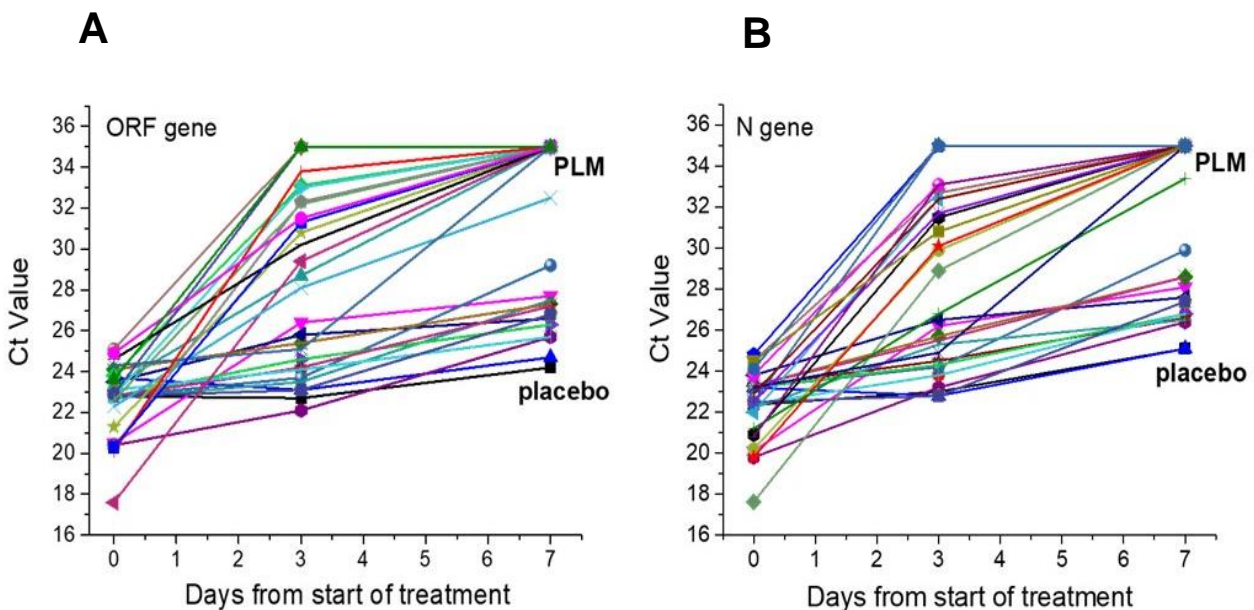 A
B
ORF gene
36
34
32
30
28
26
24
22
20
18
16
Ct Value
PLM
placebo
0 1 2 3 4 5 6 7
Days from start of treatment
N gene
36
34
32
30
28
26
24
22
20
18
16
Ct Value
PLM
placebo
0 1 2 3 4 5 6 7
Days from start of treatment